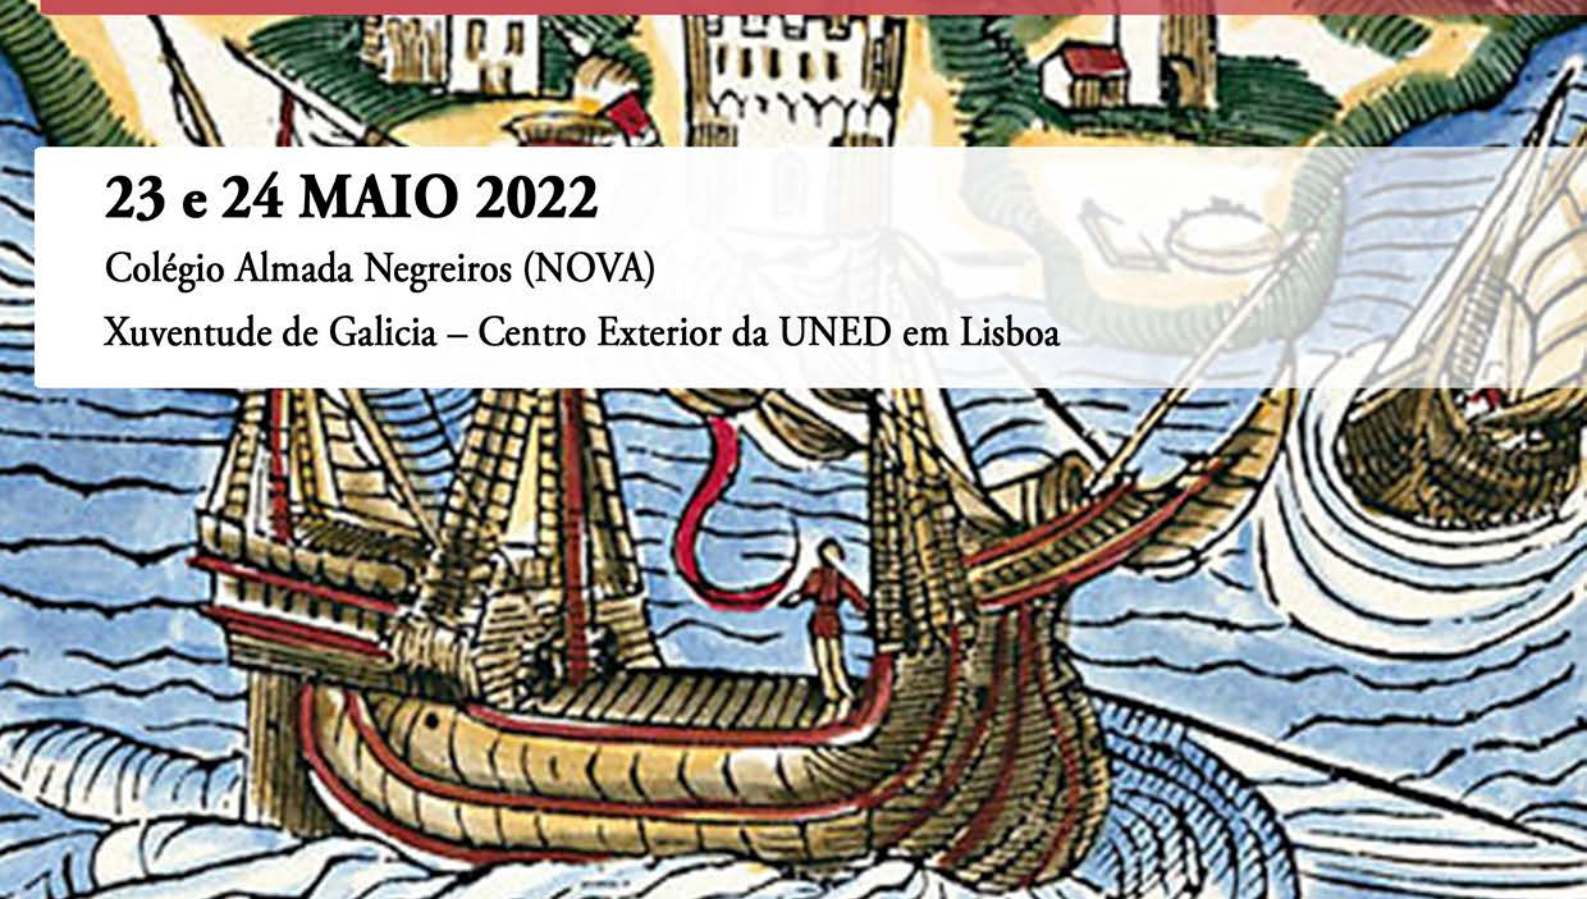 23 e 24 MAIO 2022
Colégio Almada Negreiros (NOVA)
Xuventude de Galicia – Centro Exterior da UNED em Lisboa